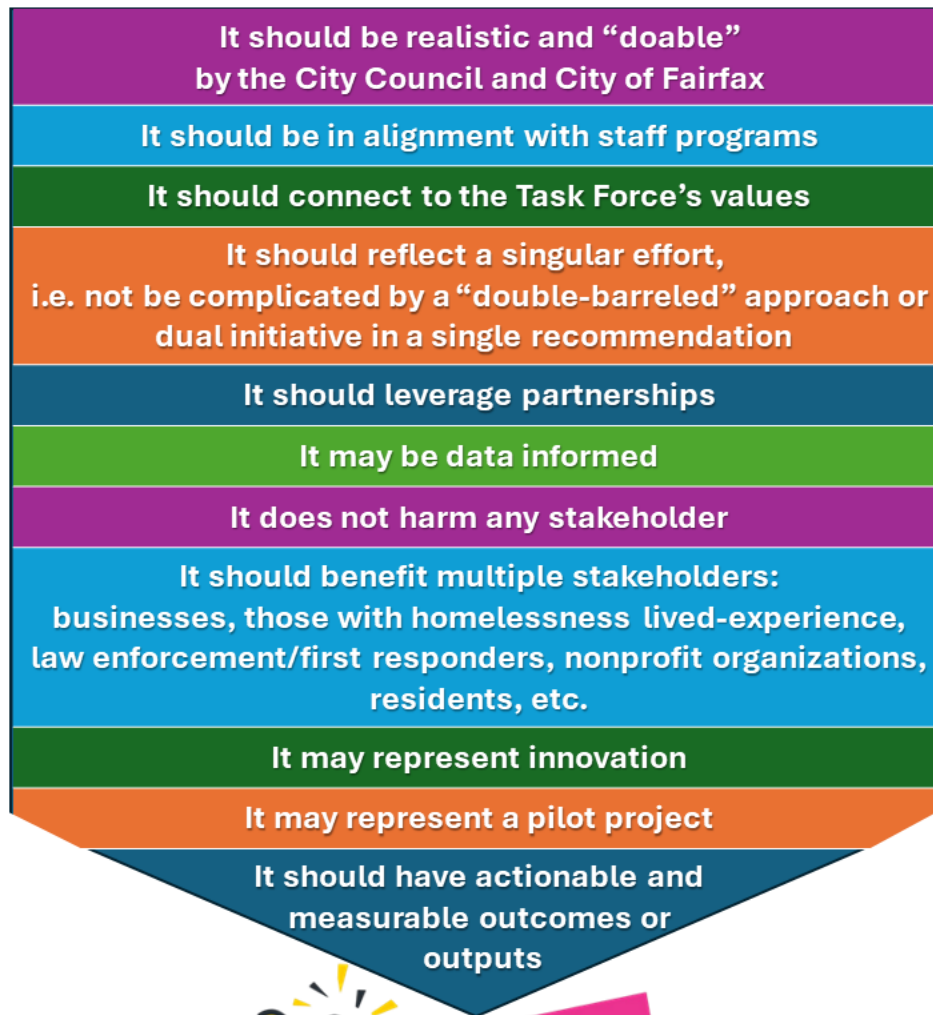 It should be realistic and “doable”
by the City Council and City of Fairfax
It should be in alignment with staff programs
It should connect to the Task Force’s values
It should reflect a singular effort,
i.e. not be complicated by a “double-barreled” approach or
dual initiative in a single recommendation
It should leverage partnerships
It may be data informed
It does not harm any stakeholder
It should benefit multiple stakeholders:
businesses, those with homelessness lived-experience,
law enforcement/first responders, nonprofit organizations,
residents, etc.
It may represent innovation
It may represent a pilot project
It should have actionable and
measurable outcomes or
outputs